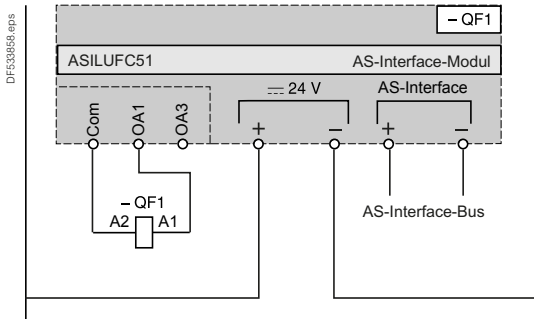 DF533858.eps
– QF1
ASILUFC51 AS-Interface-Modul
24 V AS-Interface
Com OA1 OA3 + – + –
– QF1
A2 A1
AS-Interface-Bus